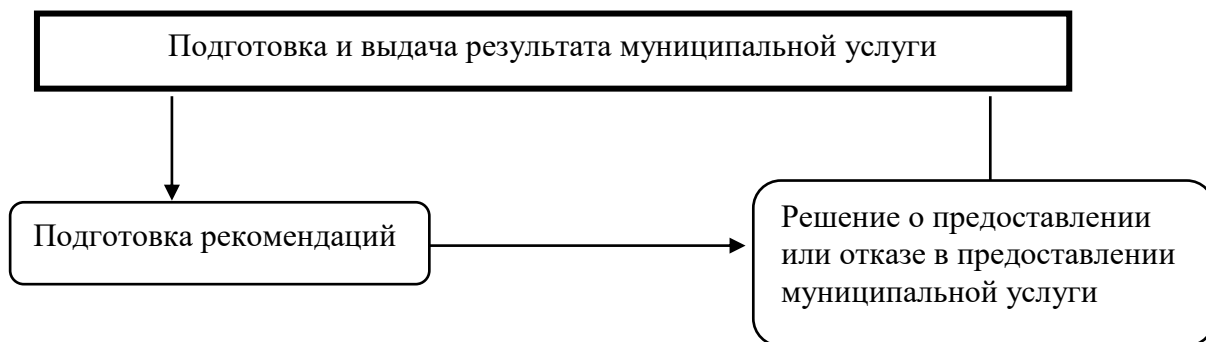 Подготовка и выдача результата муниципальной услуги
Подготовка рекомендаций
Решение о предоставлении
или отказе в предоставлении
муниципальной услуги